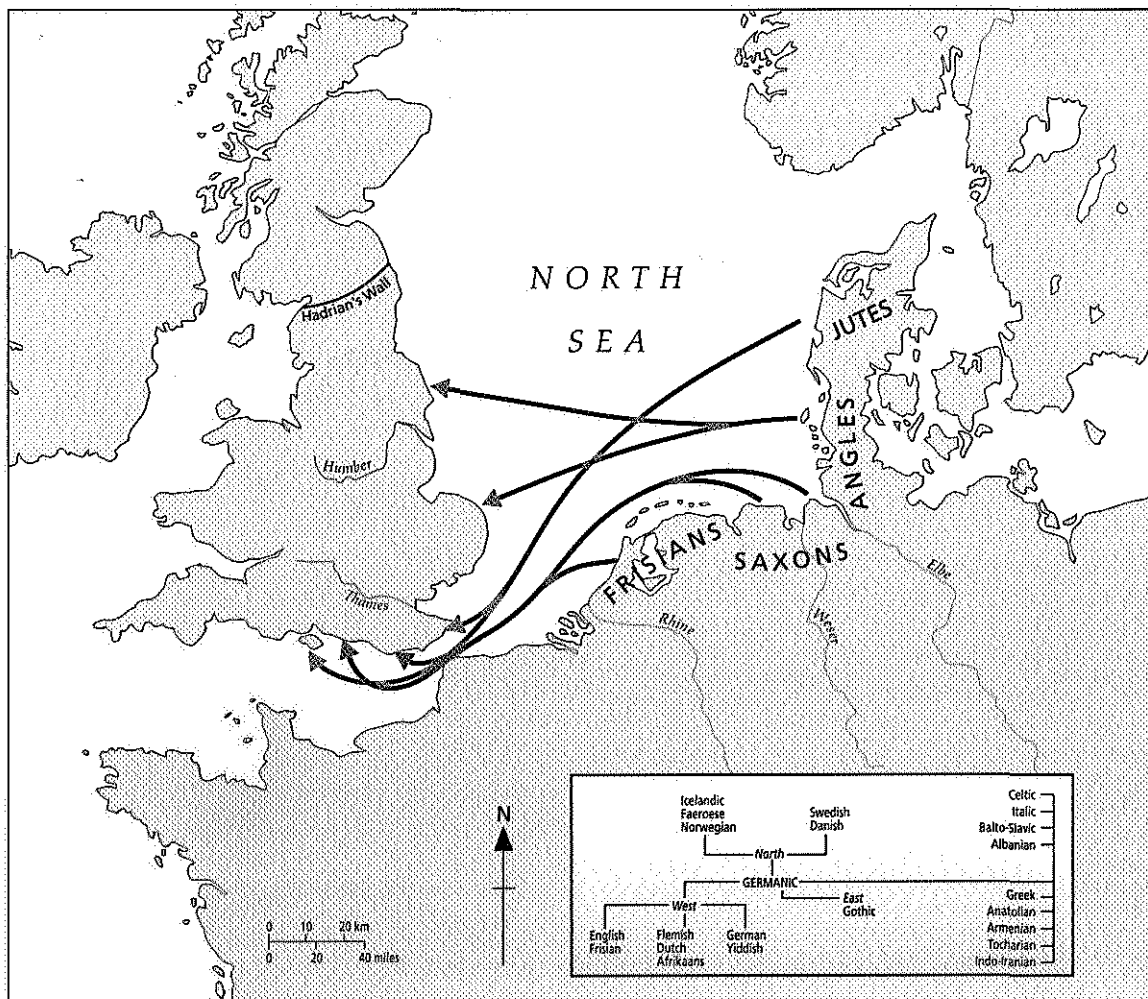 NORTH
SEA
Hadrian's Wall
JUTES
ANGLES
Humber
FRISIANS
SAXONS
Elbe
Thames
Rhine
Weser
N
0 10 20 km
0 20 40 miles
Icelandic
Faeroese
Norwegian
Swedish
Danish
North
GERMANIC
West
East
Gothic
English
Frisian
Flemish
Dutch
Afrikaans
German
Yiddish
Celtic
Italic
Balto-Slavic
Albanian
Greek
Anatolian
Armenian
Tocharian
Indo-Iranian